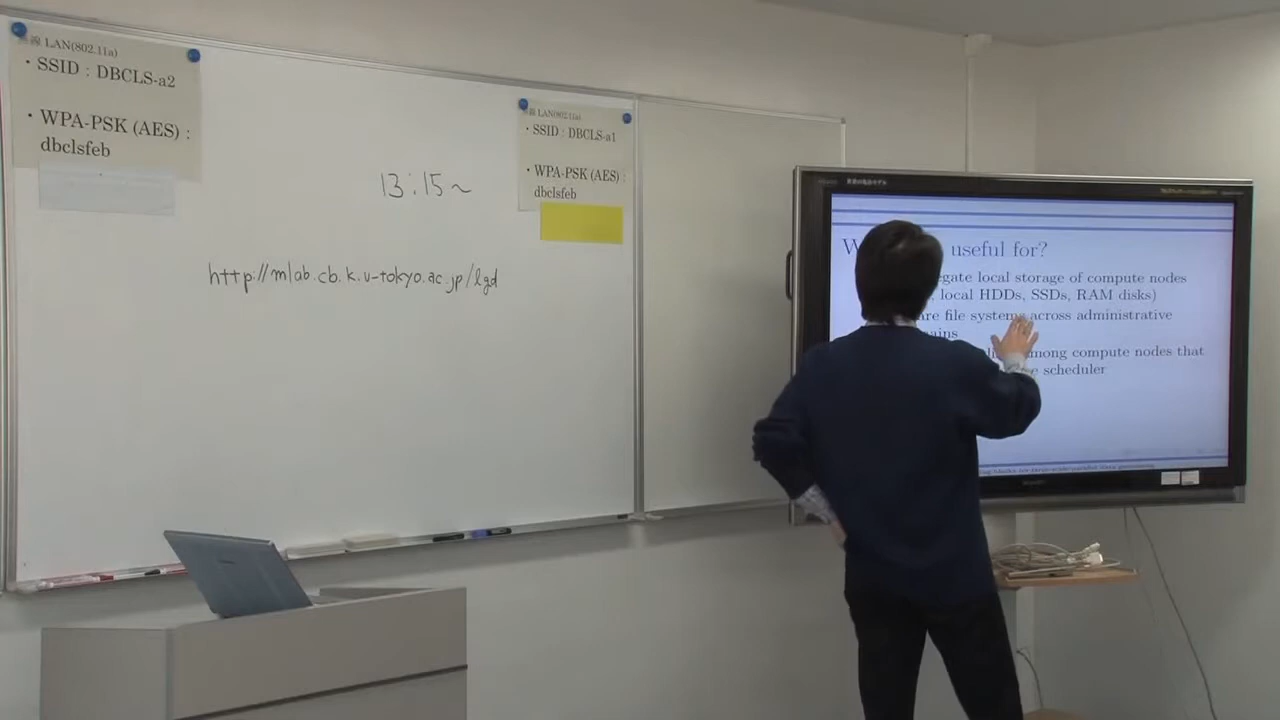 LAN(802.11a)
・SSID : DBCLS-a2
・WPA-PSK (AES) :
dbclsfeb
13:15~
http://mlab.cb.k.u-tokyo.ac.jp/lgd
LAN(802.11a)
・SSID : DBCLS-a1
・WPA-PSK (AES) :
dbclsfeb
useful for?
local storage of compute nodes
local HDDs, SSDs, RAM disks)
file systems across administrative
among compute nodes that
scheduler